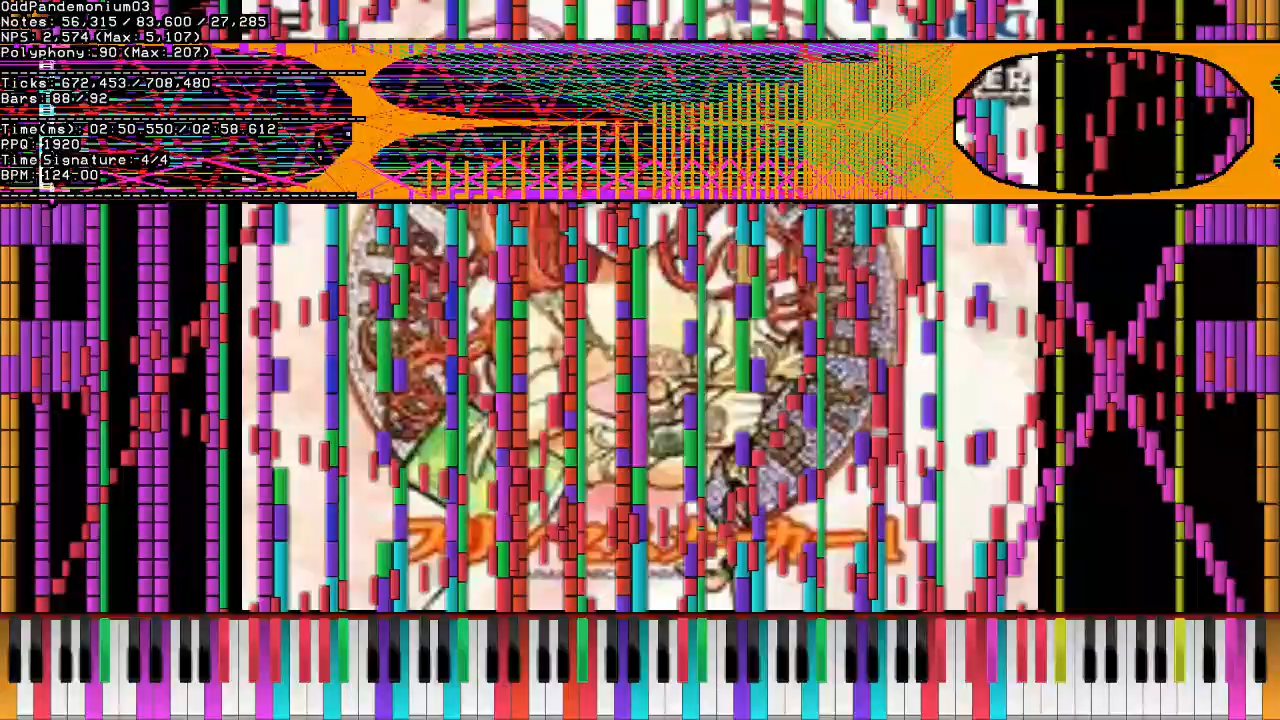 OddPandemonium03
Notes: 56,315 / 83,600 / 27,285
NPS: 2,574 (Max: 5,107)
Polyphony: 90 (Max: 207)
Ticks: 672,453 / 708,480
Bars: 88 / 92
Time(ms): 02:50-550 / 02:58.612
PPQ: 1920
Time Signature: 4/4
BPM: 124-00
ER